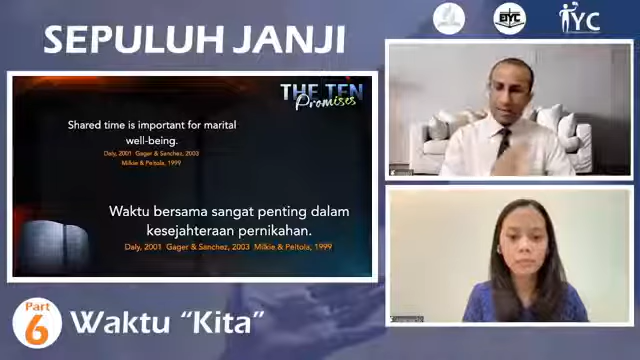 SEPULUH JANJI
IYC
THE TEN
Promises
Shared time is important for marital
well-being.
Daly, 2001 Gager & Sanchez, 2003
Milkie & Peltola, 1999
Waktu bersama sangat penting dalam
kesejahteraan pernikahan.
Daly, 2001 Gager & Sanchez, 2003 Milkie & Peltola, 1999
Part
6
Waktu “Kita”